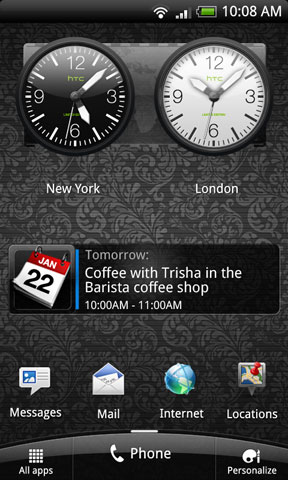 10:08 AM
12
3
6
9
htc
12
3
6
9
htc
New York
London
JAN
22
Tomorrow:
Coffee with Trisha in the
Barista coffee shop
10:00AM - 11:00AM
Messages
Mail
Internet
Locations
All apps
Phone
Personalize